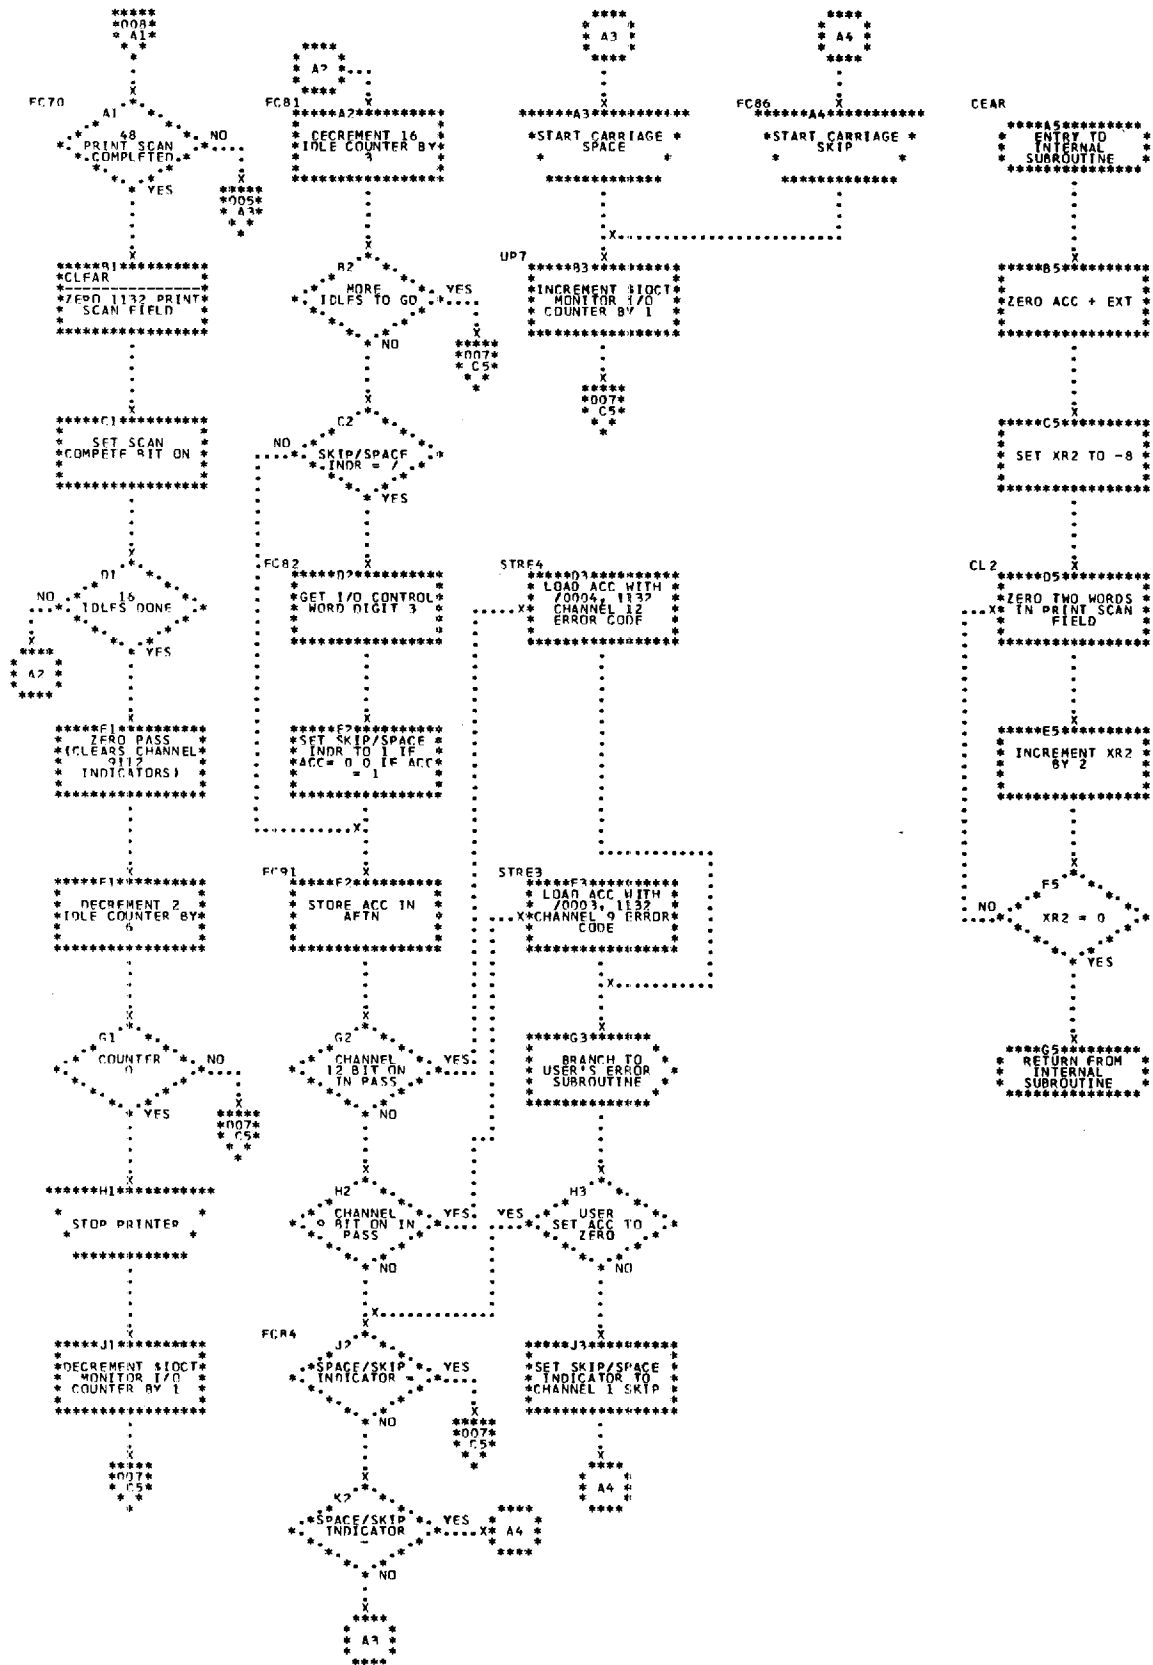 *008*
A1
FC70
A1
48
PRINT SCAN
COMPLETED
NO
YES
*005*
A3
B1
CLEAR
ZERO 1132 PRINT
SCAN FIELD
C1
SET SCAN
COMPETE BIT ON
D1
16
IDLES DONE
NO
YES
A2
E1
ZERO PASS
(CLEARS CHANNEL
9112
INDICATORS)
F1
DECREMENT 2
IDLE COUNTER BY
6
G1
COUNTER
0
NO
YES
*007*
C5
H1
STOP PRINTER
J1
DECREMENT $IOCT
MONITOR I/O
COUNTER BY 1
*007*
C5
A2
FC81
A2
DECREMENT 16
IDLE COUNTER BY
3
B2
MORE
IDLES TO GO
YES
NO
*007*
C5
C2
SKIP/SPACE
INDR = /
NO
YES
FC82
D2
GET I/O CONTROL
WORD DIGIT 3
E2
SET SKIP/SPACE
INDR TO 1 IF
ACC= 0 0 IF ACC
= 1
FC91
F2
STORE ACC IN
AFTN
G2
CHANNEL
12 BIT ON
IN PASS
YES
NO
H2
CHANNEL
9 BIT ON IN
PASS
YES
NO
FC84
J2
SPACE/SKIP
INDICATOR =
YES
NO
*007*
C5
K2
SPACE/SKIP
INDICATOR
YES
A4
NO
A3
A3
A3
START CARRIAGE
SPACE
UP7
B3
INCREMENT $IOCT
MONITOR I/O
COUNTER BY 1
*007*
C5
STRE4
D3
LOAD ACC WITH
/0004, 1132
CHANNEL 12
ERROR CODE
STRE3
F3
LOAD ACC WITH
/0003, 1132
CHANNEL 9 ERROR
CODE
G3
BRANCH TO
USER'S ERROR
SUBROUTINE
H3
USER
SET ACC TO
ZERO
YES
NO
J3
SET SKIP/SPACE
INDICATOR TO
CHANNEL 1 SKIP
A4
A4
FC86
A4
START CARRIAGE
SKIP
CEAR
A5
ENTRY TO
INTERNAL
SUBROUTINE
B5
ZERO ACC + EXT
C5
SET XR2 TO -8
CL2
D5
ZERO TWO WORDS
IN PRINT SCAN
FIELD
E5
INCREMENT XR2
BY 2
F5
XR2 = 0
NO
YES
G5
RETURN FROM
INTERNAL
SUBROUTINE